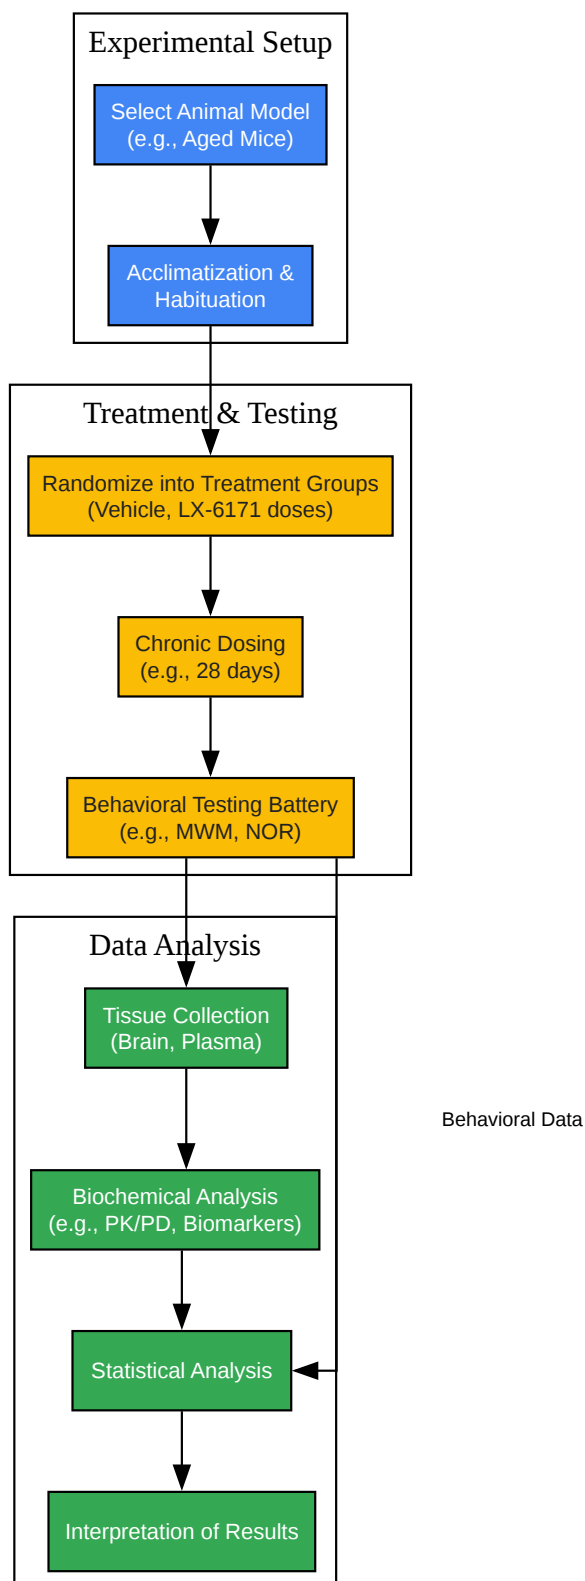 Experimental Setup
Select Animal Model
(e.g., Aged Mice)
Acclimatization &
Habituation
Treatment & Testing
Randomize into Treatment Groups
(Vehicle, LX-6171 doses)
Chronic Dosing
(e.g., 28 days)
Behavioral Testing Battery
(e.g., MWM, NOR)
Data Analysis
Tissue Collection
(Brain, Plasma)
Behavioral Data
Biochemical Analysis
(e.g., PK/PD, Biomarkers)
Statistical Analysis
Interpretation of Results